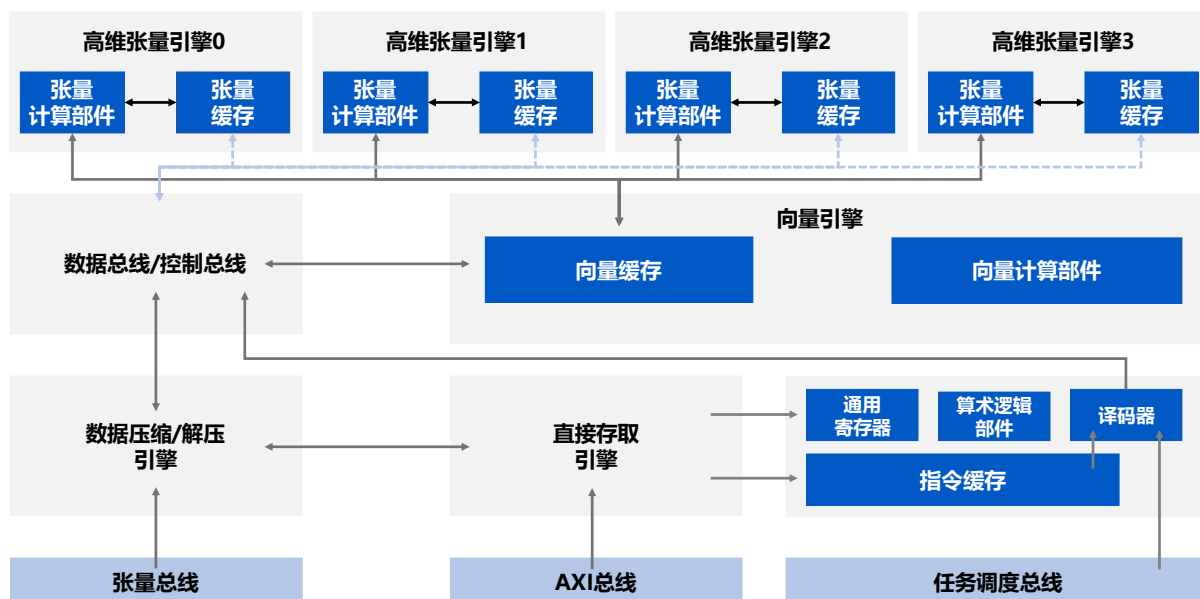 高维张量引擎0
高维张量引擎1
高维张量引擎2
高维张量引擎3
张量
计算部件
张量
缓存
张量
计算部件
张量
缓存
张量
计算部件
张量
缓存
张量
计算部件
张量
缓存
数据总线/控制总线
向量引擎
向量缓存
向量计算部件
数据压缩/解压
引擎
直接存取
引擎
通用
寄存器
算术逻辑
部件
译码器
指令缓存
张量总线
AXI总线
任务调度总线